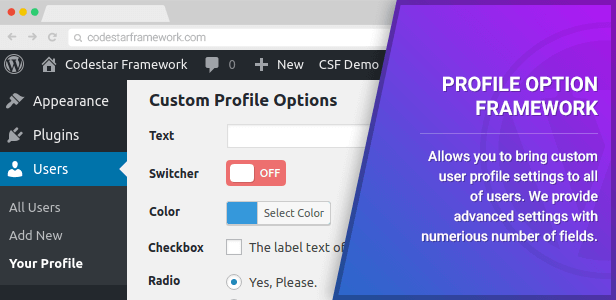 codestarframework.com
Codestar Framework
0
New
CSF Demo
Appearance
Plugins
Users
All Users
Add New
Your Profile
Custom Profile Options
Text
Switcher
OFF
Color
Select Color
Checkbox
The label text of
Radio
Yes, Please.
PROFILE OPTION
FRAMEWORK
Allows you to bring custom
user profile settings to all
of users. We provide
advanced settings with
numerious number of fields.